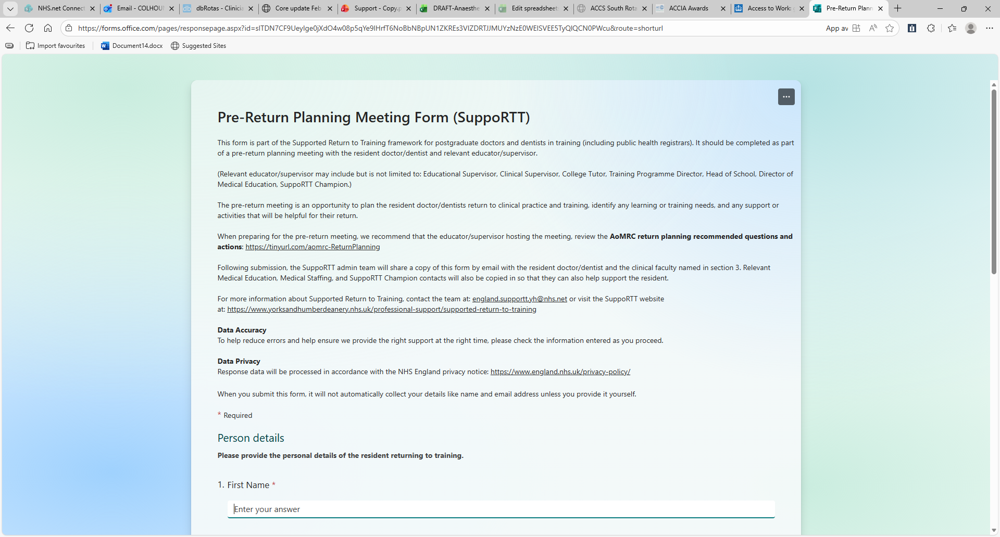 NHS.net Connect
Email - COLHOU
dbRotas - Clinicia
Core update Feb
Support - Copy.p
DRAFT-Anaesthe
Edit spreadsheet
ACCS South Rota
ACCIA Awards
Access to Work:
Pre-Return Plann
https://forms.office.com/pages/responsepage.aspx?id=slTDN7CF9UeyIge0jXdO4w08p5qYe9IHrfT6NoBbNBpUN1ZKREs3VlZDRTJJMUYzNzE0WElSVEE5TyQlQCN0PWcu&route=shorturl
App av
Import favourites
Document14.docx
Suggested Sites
Pre-Return Planning Meeting Form (SuppoRTT)
This form is part of the Supported Return to Training framework for postgraduate doctors and dentists in training (including public health registrars). It should be completed as part
of a pre-return planning meeting with the resident doctor/dentist and relevant educator/supervisor.
(Relevant educator/supervisor may include but is not limited to: Educational Supervisor, Clinical Supervisor, College Tutor, Training Programme Director, Head of School, Director of
Medical Education, SuppoRTT Champion.)
The pre-return meeting is an opportunity to plan the resident doctor/dentists return to clinical practice and training, identify any learning or training needs, and any support or
activities that will be helpful for their return.
When preparing for the pre-return meeting, we recommend that the educator/supervisor hosting the meeting, review the AoMRC return planning recommended questions and
actions: https://tinyurl.com/aomrc-ReturnPlanning
Following submission, the SuppoRTT admin team will share a copy of this form by email with the resident doctor/dentist and the clinical faculty named in section 3. Relevant
Medical Education, Medical Staffing, and SuppoRTT Champion contacts will also be copied in so that they can also help support the resident.
For more information about Supported Return to Training, contact the team at: england.supportt.yh@nhs.net or visit the SuppoRTT website
at: https://www.yorksandhumberdeanery.nhs.uk/professional-support/supported-return-to-training
Data Accuracy
To help reduce errors and help ensure we provide the right support at the right time, please check the information entered as you proceed.
Data Privacy
Response data will be processed in accordance with the NHS England privacy notice: https://www.england.nhs.uk/privacy-policy/
When you submit this form, it will not automatically collect your details like name and email address unless you provide it yourself.
* Required
Person details
Please provide the personal details of the resident returning to training.
1. First Name *
Enter your answer